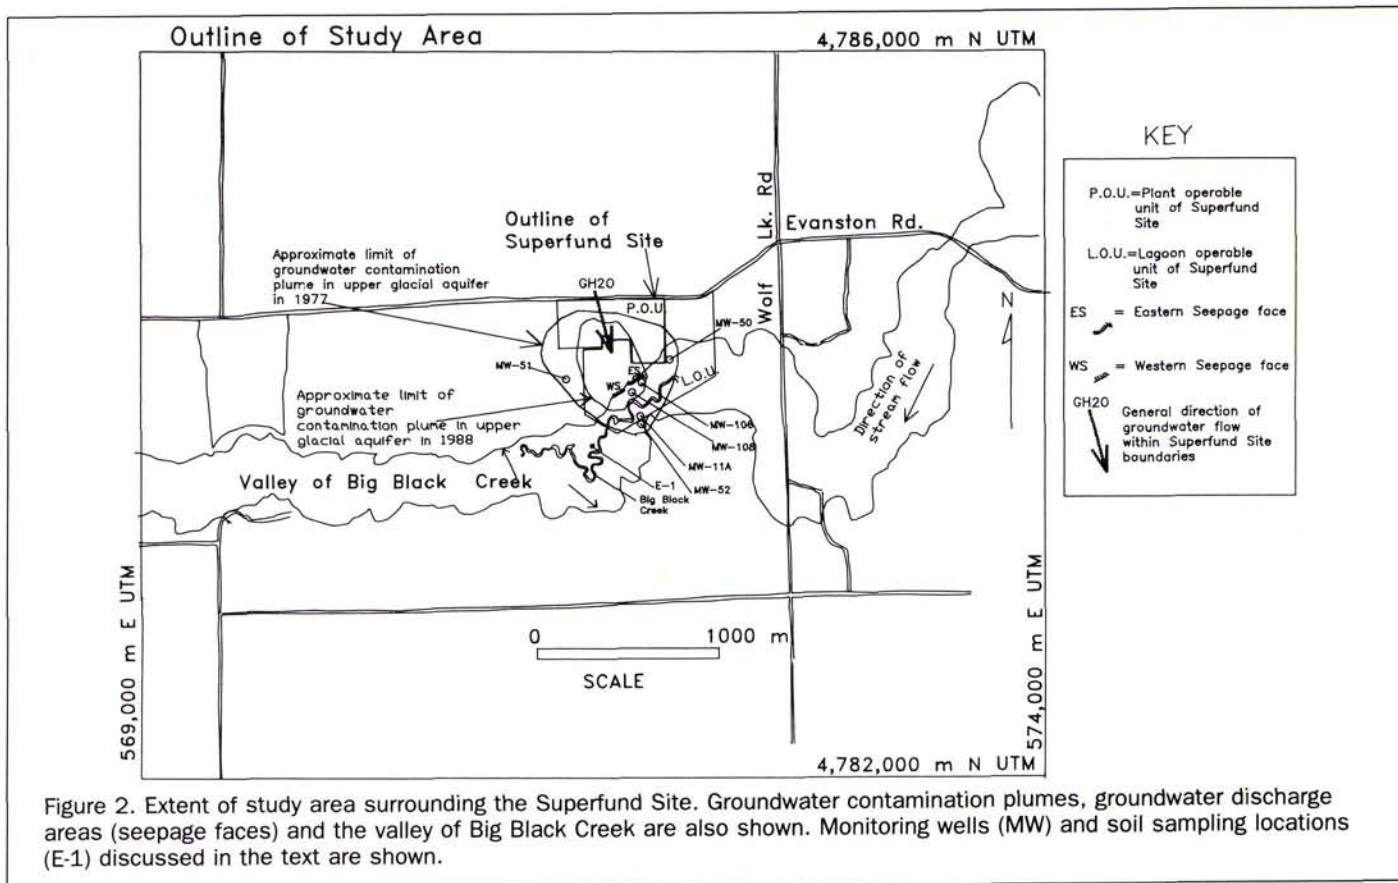 Outline of Study Area
4,786,000 m N UTM
KEY
P.O.U.=Plant operable
unit of Superfund
Site
L.O.U.=Lagoon operable
unit of Superfund
Site
ES = Eastern Seepage face
WS = Western Seepage face
GH2O
General direction of
groundwater flow
within Superfund Site
boundaries
Wolf Lk. Rd
Evanston Rd.
Outline of
Superfund Site
Approximate limit of
groundwater contamination
plume in upper glacial aquifer
in 1977
GH2O
P.O.U.
N
MW-50
MW-51
ES
WS
L.O.U.
Direction of
stream flow
Approximate limit of
groundwater
contamination plume in upper
glacial aquifer in 1988
MW-106
MW-108
MW-11A
MW-52
E-1
Big Black
Creek
Valley of Big Black Creek
569,000 m E UTM
574,000 m E UTM
0 1000 m
SCALE
4,782,000 m N UTM
Figure 2. Extent of study area surrounding the Superfund Site. Groundwater contamination plumes, groundwater discharge
areas (seepage faces) and the valley of Big Black Creek are also shown. Monitoring wells (MW) and soil sampling locations
(E-1) discussed in the text are shown.